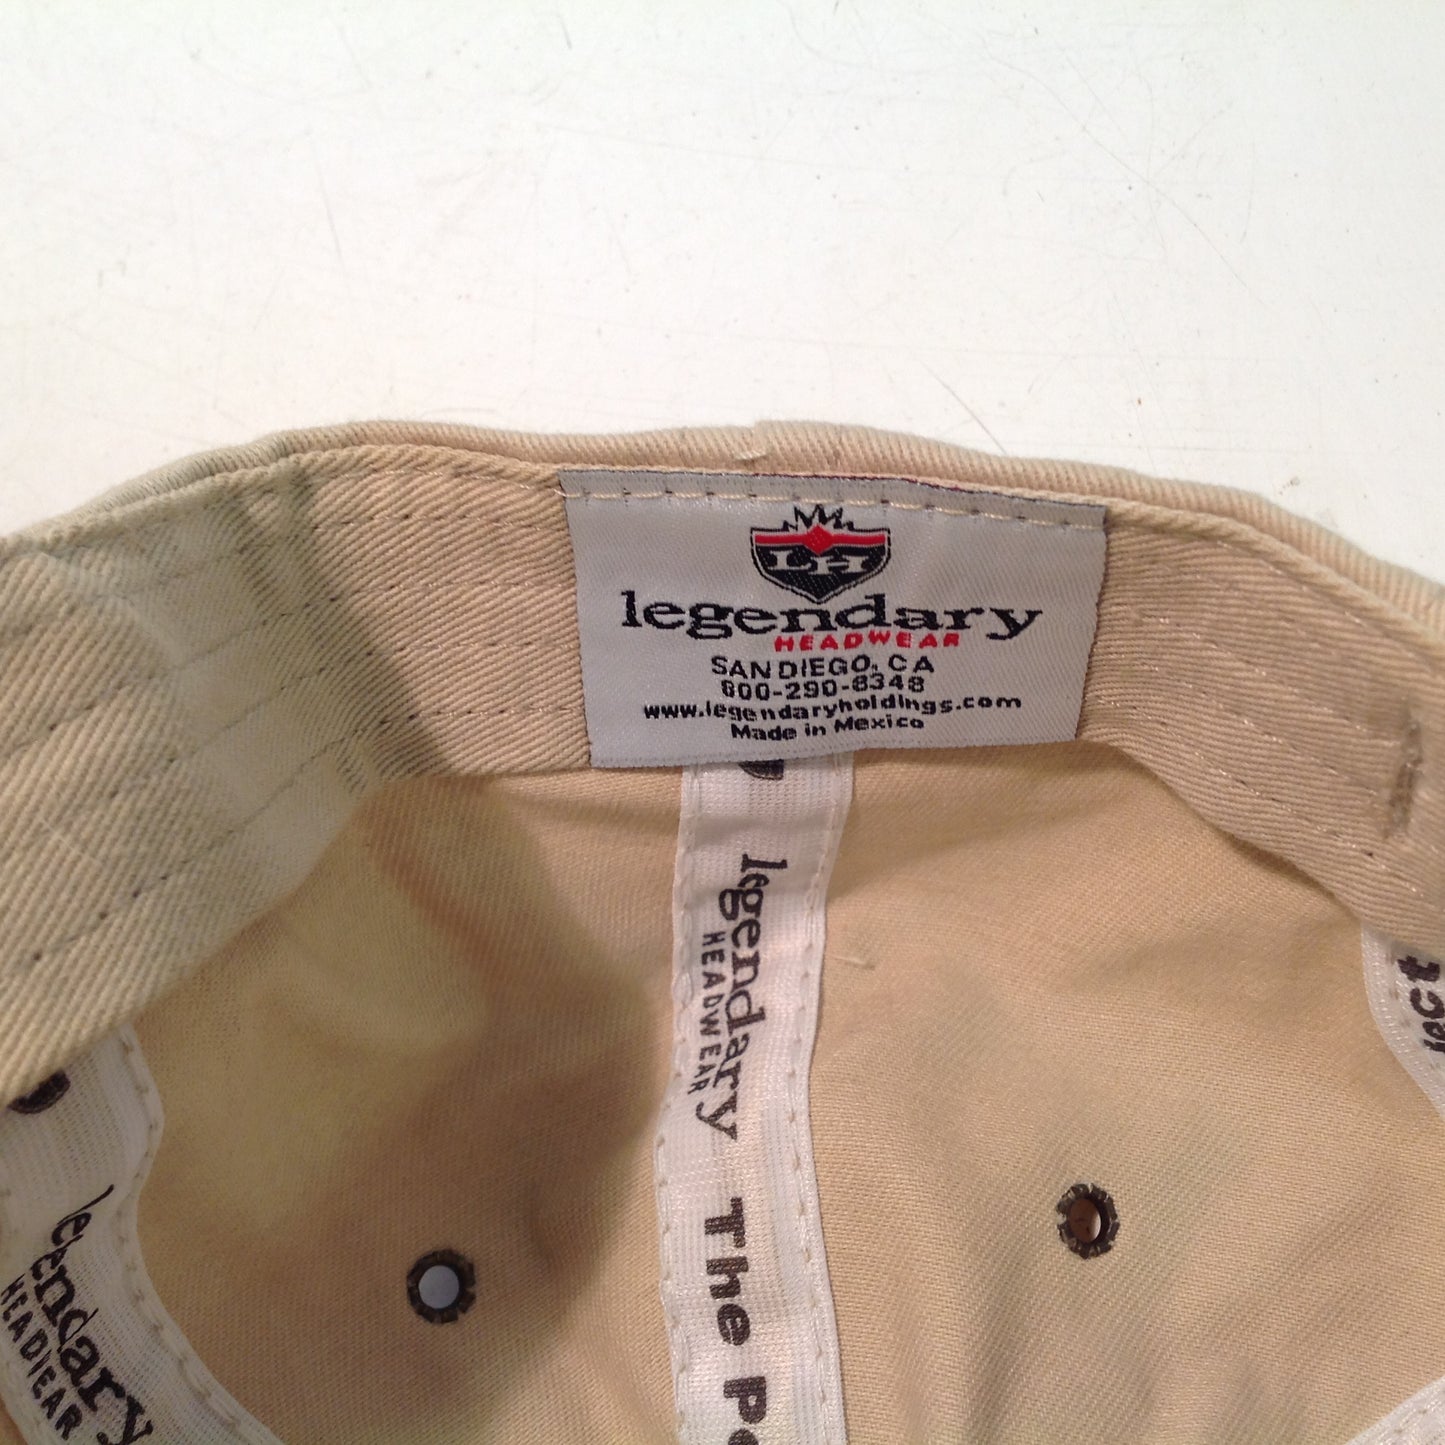 LH
legendary
HEADWEAR
SAN DIEGO, CA
800-290-8348
www.legendaryholdings.com
Made in Mexico
legendary
HEADWEAR
The
legendary
HEADWEAR